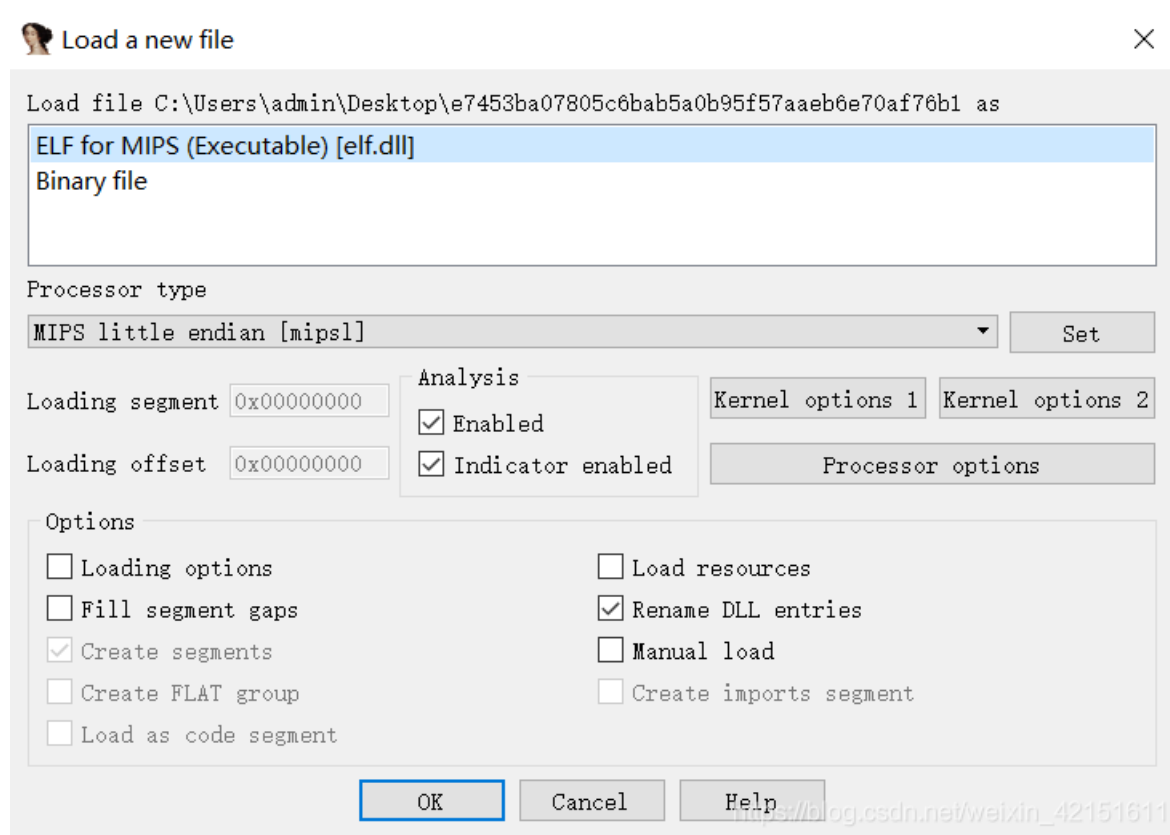 Load a new file
Load file C:\Users\admin\Desktop\e7453ba07805c6bab5a0b95f57aaeb6e70af76b1 as
ELF for MIPS (Executable) [elf.dll]
Binary file
Processor type
MIPS little endian [mipsl]
Set
Loading segment 0x00000000
Loading offset 0x00000000
Analysis
Enabled
Indicator enabled
Kernel options 1
Kernel options 2
Processor options
Options
Loading options
Fill segment gaps
Create segments
Create FLAT group
Load as code segment
Load resources
Rename DLL entries
Manual load
Create imports segment
OK
Cancel
Help
https://blog.csdn.net/weixin_42151611